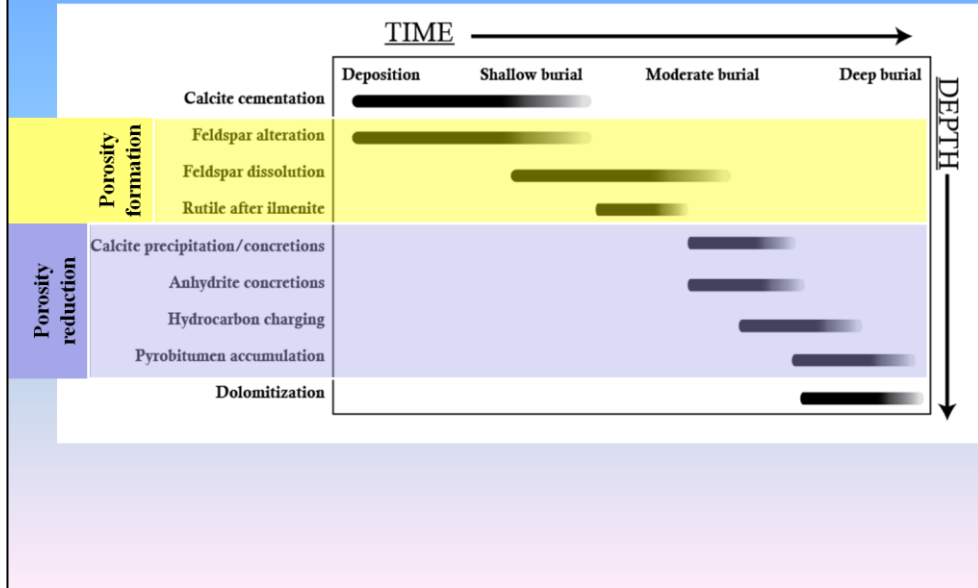 TIME
Deposition Shallow burial Moderate burial Deep burial
DEPTH
Calcite cementation
Porosity
formation
Feldspar alteration
Feldspar dissolution
Rutile after ilmenite
Porosity
reduction
Calcite precipitation/concretions
Anhydrite concretions
Hydrocarbon charging
Pyrobitumen accumulation
Dolomitization